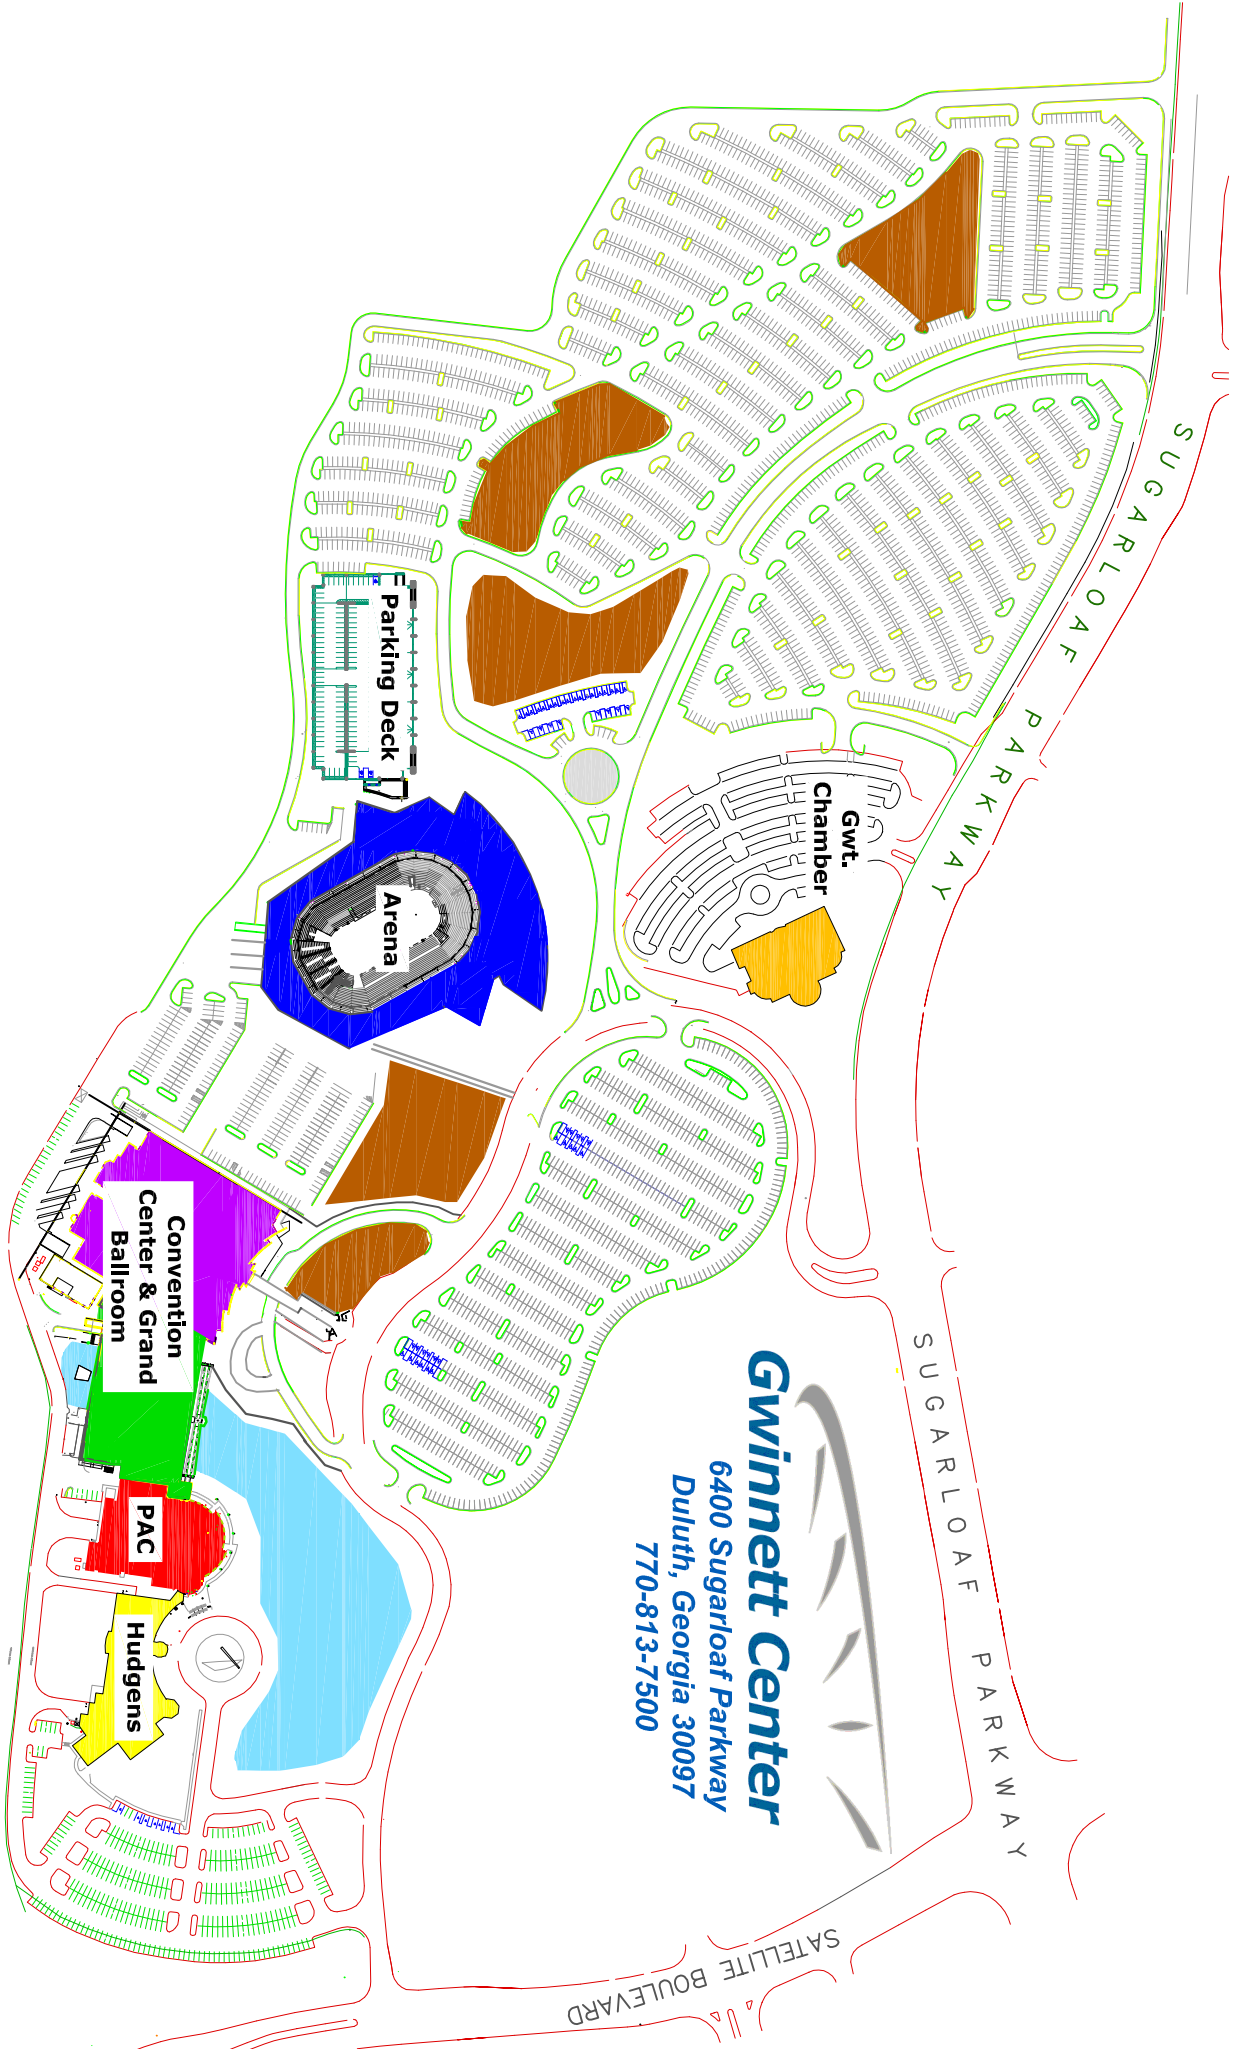 SUGARLOAF PARKWAY
Parking Deck
Gwt.
Chamber
Arena
Convention
Center & Grand
Ballroom
PAC
Hudgens
Gwinnett Center
6400 Sugarloaf Parkway
Duluth, Georgia 30097
770-813-7500
SUGARLOAF PARKWAY
SATELLITE BOULEVARD